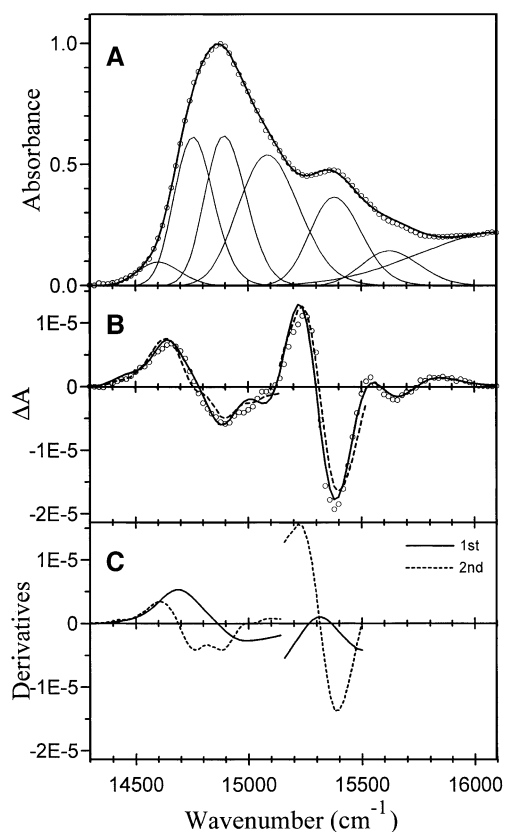 A
1.0
0.5
0.0
Absorbance
B
1E-5
0
-1E-5
-2E-5
ΔA
C
1st
2nd
1E-5
0
-1E-5
-2E-5
Derivatives
14500 15000 15500 16000
Wavenumber (cm⁻¹)